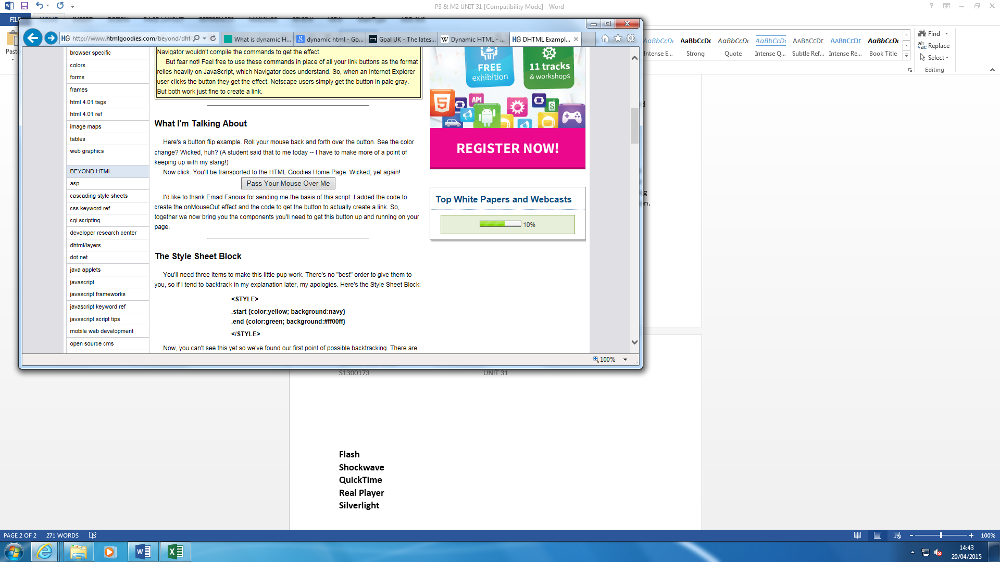 P3 & M2 UNIT 31 [Compatibility Mode] - Word
FILE
Paste
Intense E...
Strong
Quote
Intense Q...
Subtle Ref...
Intense Re...
Book Title
Find
Replace
Select
Editing
HG http://www.htmlgoodies.com/beyond/dht
What is dynamic H...
dynamic html - Go...
Goal UK - The lates...
W Dynamic HTML - ...
HG DHTML Exampl...
browser specific
colors
forms
frames
html 4.01 tags
html 4.01 ref
image maps
tables
web graphics
BEYOND HTML
asp
cascading style sheets
css keyword ref
cgi scripting
developer research center
dhtml/layers
dot net
java applets
javascript
javascript frameworks
javascript keyword ref
javascript script tips
mobile web development
open source cms
Navigator wouldn't compile the commands to get the effect.
But fear not! Feel free to use these commands in place of all your link buttons as the format
relies heavily on JavaScript, which Navigator does understand. So, when an Internet Explorer
user clicks the button they get the effect. Netscape users simply get the button in pale gray.
But both work just fine to create a link.
What I'm Talking About
Here's a button flip example. Roll your mouse back and forth over the button. See the color
change? Wicked, huh? (A student said that to me today -- I have to make more of a point of
keeping up with my slang!)
Now click. You'll be transported to the HTML Goodies Home Page. Wicked, yet again!
Pass Your Mouse Over Me
I'd like to thank Emad Fanous for sending me the basis of this script. I added the code to
create the onMouseOut effect and the code to get the button to actually create a link. So,
together we now bring you the components you'll need to get this button up and running on your
page.
The Style Sheet Block
You'll need three items to make this little pup work. There's no "best" order to give them to
you, so if I tend to backtrack in my explanation later, my apologies. Here's the Style Sheet Block:
<STYLE>
.start {color:yellow; background:navy}
.end {color:green; background:#ff00ff}
</STYLE>
Now, you can't see this yet so we've found our first point of possible backtracking. There are
FREE
exhibition
11 tracks
& workshops
API
REGISTER NOW!
Top White Papers and Webcasts
10%
100%
S1300173
UNIT 31
Flash
Shockwave
QuickTime
Real Player
Silverlight
PAGE 2 OF 2
271 WORDS
100%
14:43
20/04/2015